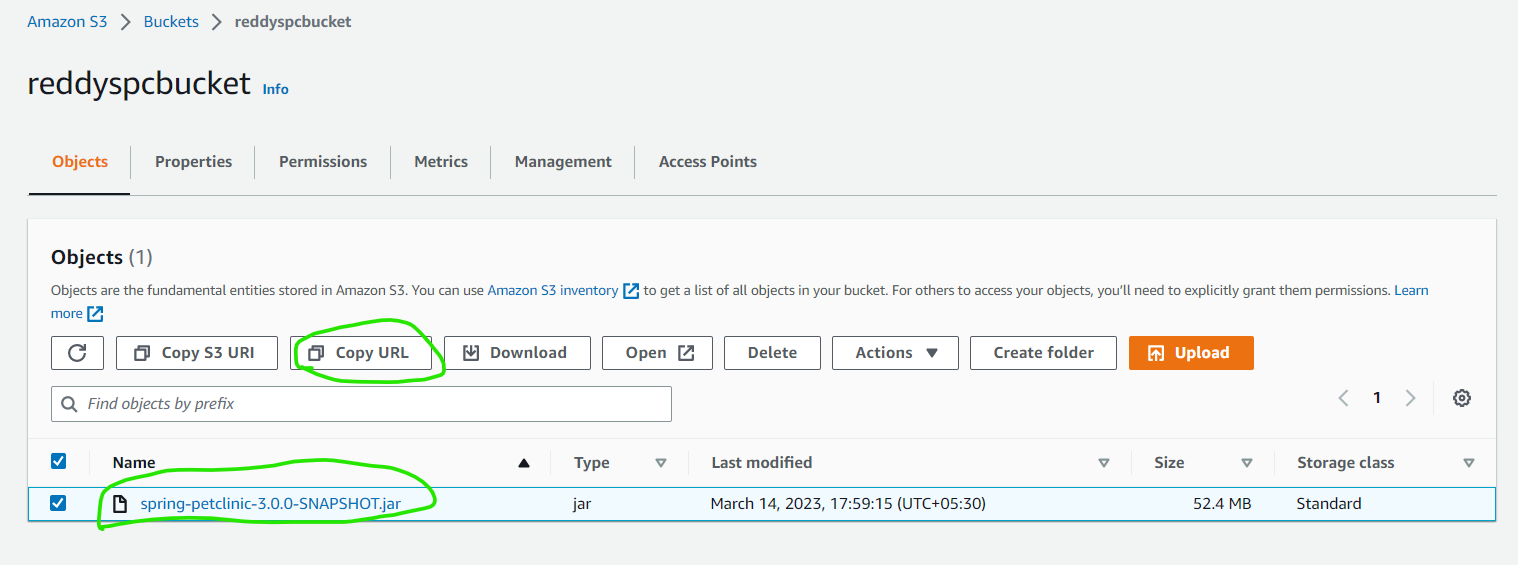 Amazon S3 > Buckets > reddyspcbucket
reddyspcbucket Info
Objects Properties Permissions Metrics Management Access Points
Objects (1)
Objects are the fundamental entities stored in Amazon S3. You can use Amazon S3 inventory to get a list of all objects in your bucket. For others to access your objects, you'll need to explicitly grant them permissions. Learn
more
Copy S3 URI Copy URL Download Open Delete Actions Create folder Upload
Find objects by prefix 1
Name Type Last modified Size Storage class
spring-petclinic-3.0.0-SNAPSHOT.jar jar March 14, 2023, 17:59:15 (UTC+05:30) 52.4 MB Standard